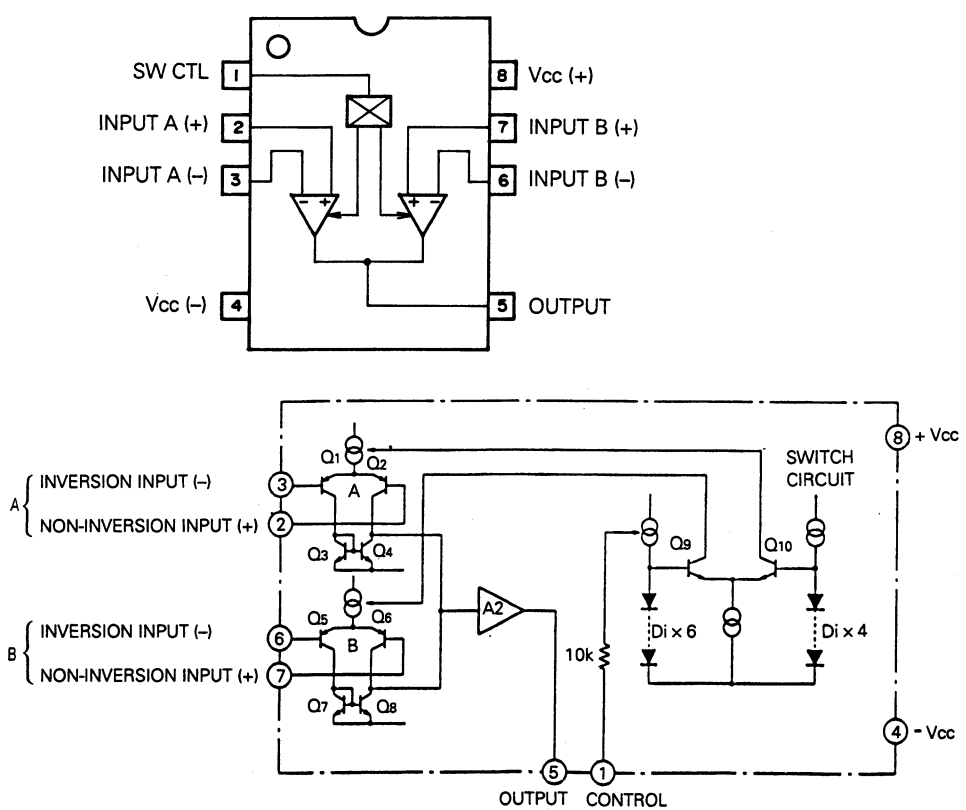 SW CTL 1
8 Vcc (+)
INPUT A (+) 2
7 INPUT B (+)
INPUT A (–) 3
6 INPUT B (–)
– +
+ –
Vcc (–) 4
5 OUTPUT
8 + Vcc
Q1 Q2
SWITCH
CIRCUIT
A { INVERSION INPUT (–) 3
A
NON-INVERSION INPUT (+) 2
Q3 Q4
Q9 Q10
Q5 Q6
A2
Di × 6
Di × 4
B { INVERSION INPUT (–) 6
B
10k
NON-INVERSION INPUT (+) 7
Q7 Q8
4 - Vcc
5 1
OUTPUT CONTROL